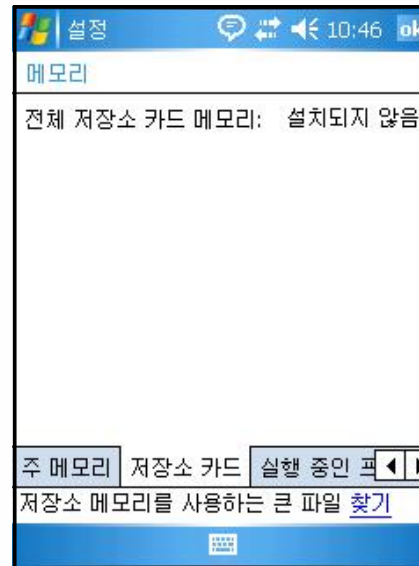 설정 10:46 ok
메모리
전체 저장소 카드 메모리: 설치되지 않음
주 메모리 저장소 카드 실행 중인
저장소 메모리를 사용하는 큰 파일 찾기